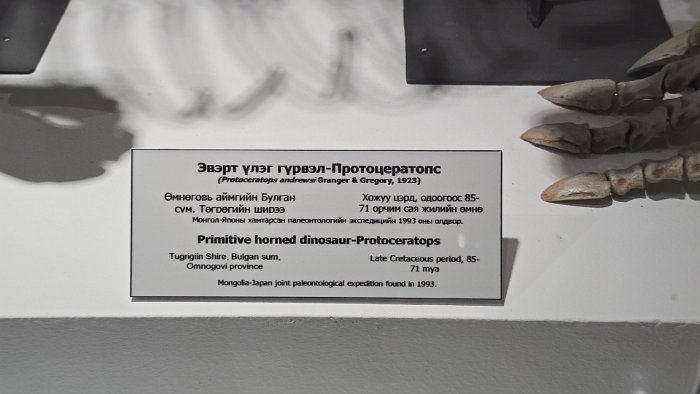 Эвэрт үлэг гүрвэл-Протоцератопс
(Protoceratops andrewsi Granger & Gregory, 1923)
Өмнөговь аймгийн Булган
сум. Төгрөгийн ширээ
Хожуу цэрд, одоогоос 85-
71 орчим сая жилийн өмнө
Монгол-Японы хамтарсан палеонтологийн экспедицийн 1993 оны олдвор.
Primitive horned dinosaur-Protoceratops
Tugrigiin Shire, Bulgan sum,
Omnogovi province
Late Cretaceous period, 85-
71 mya
Mongolia-Japan joint paleontological expedition found in 1993.